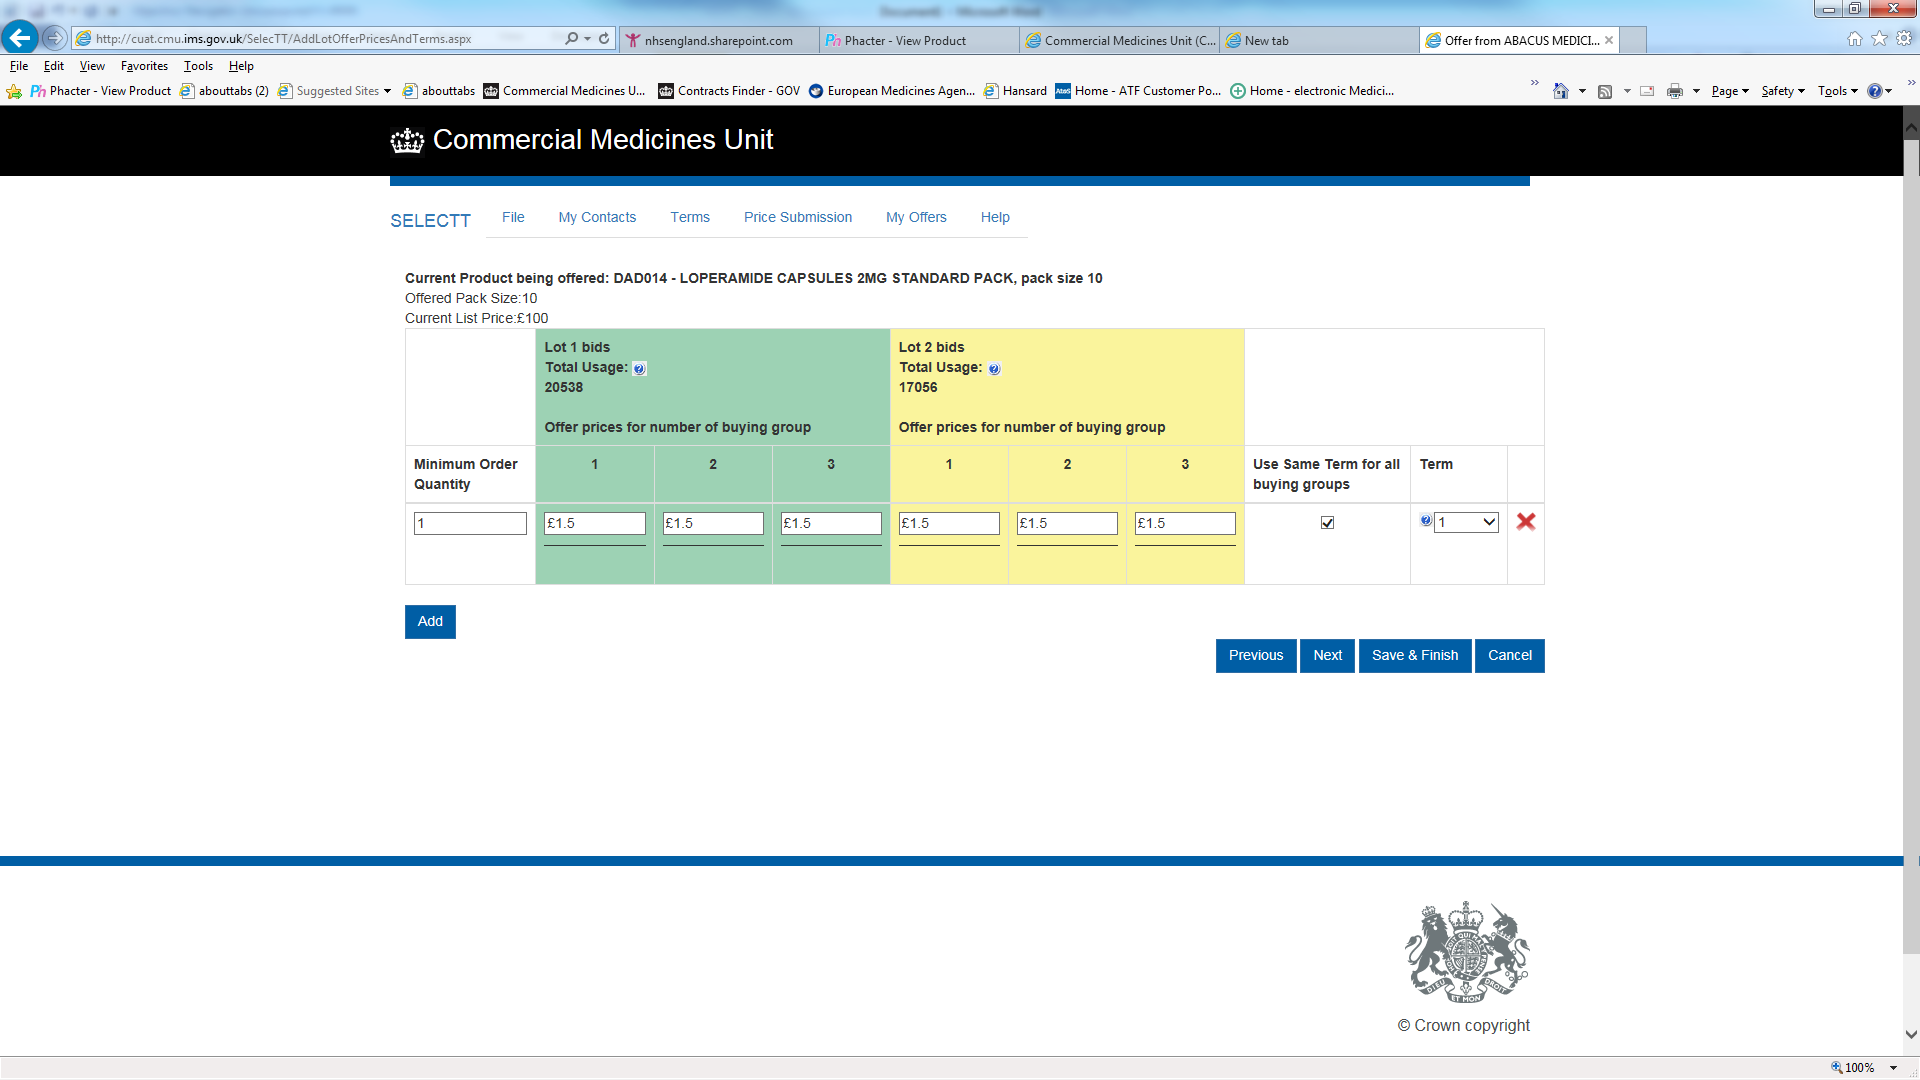 http://cuat.cmu.ims.gov.uk/SelecTT/AddLotOfferPricesAndTerms.aspx
nhsengland.sharepoint.com
Phacter - View Product
Commercial Medicines Unit (C...
New tab
Offer from ABACUS MEDICI...
File Edit View Favorites Tools Help
Phacter - View Product abouttabs (2) Suggested Sites abouttabs Commercial Medicines U... Contracts Finder - GOV European Medicines Agen... Hansard Home - ATF Customer Po... Home - electronic Medici... Page Safety Tools
Commercial Medicines Unit
SELECTT File My Contacts Terms Price Submission My Offers Help
Current Product being offered: DAD014 - LOPERAMIDE CAPSULES 2MG STANDARD PACK, pack size 10
Offered Pack Size:10
Current List Price:£100
Lot 1 bids
Total Usage:
20538
Offer prices for number of buying group
Lot 2 bids
Total Usage:
17056
Offer prices for number of buying group
Minimum Order Quantity 1 2 3 1 2 3 Use Same Term for all buying groups Term
1 £1.5 £1.5 £1.5 £1.5 £1.5 £1.5 1
Add
Previous Next Save & Finish Cancel
DIEU ET MON DROIT
© Crown copyright
100%